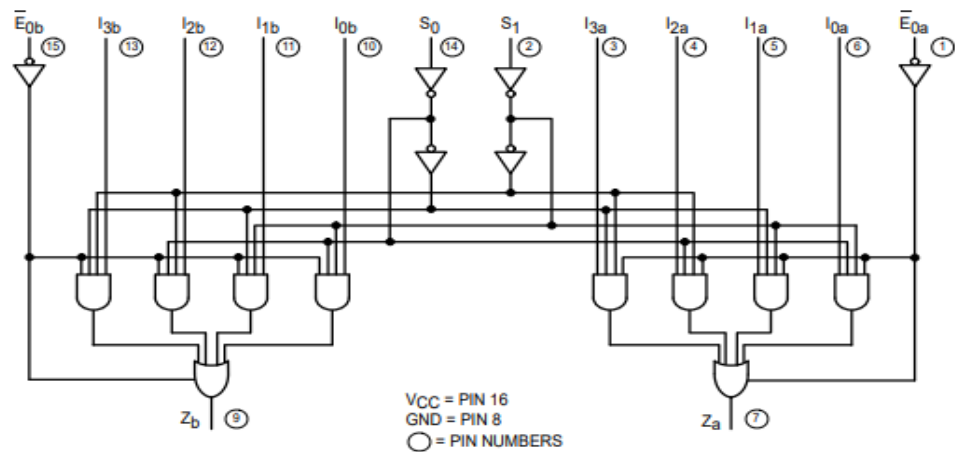 E̅0b I3b I2b I1b I0b S0 S1 I3a I2a I1a I0a E̅0a
15 13 12 11 10 14 2 3 4 5 6 1
Zb 9 Za 7
VCC = PIN 16
GND = PIN 8
= PIN NUMBERS